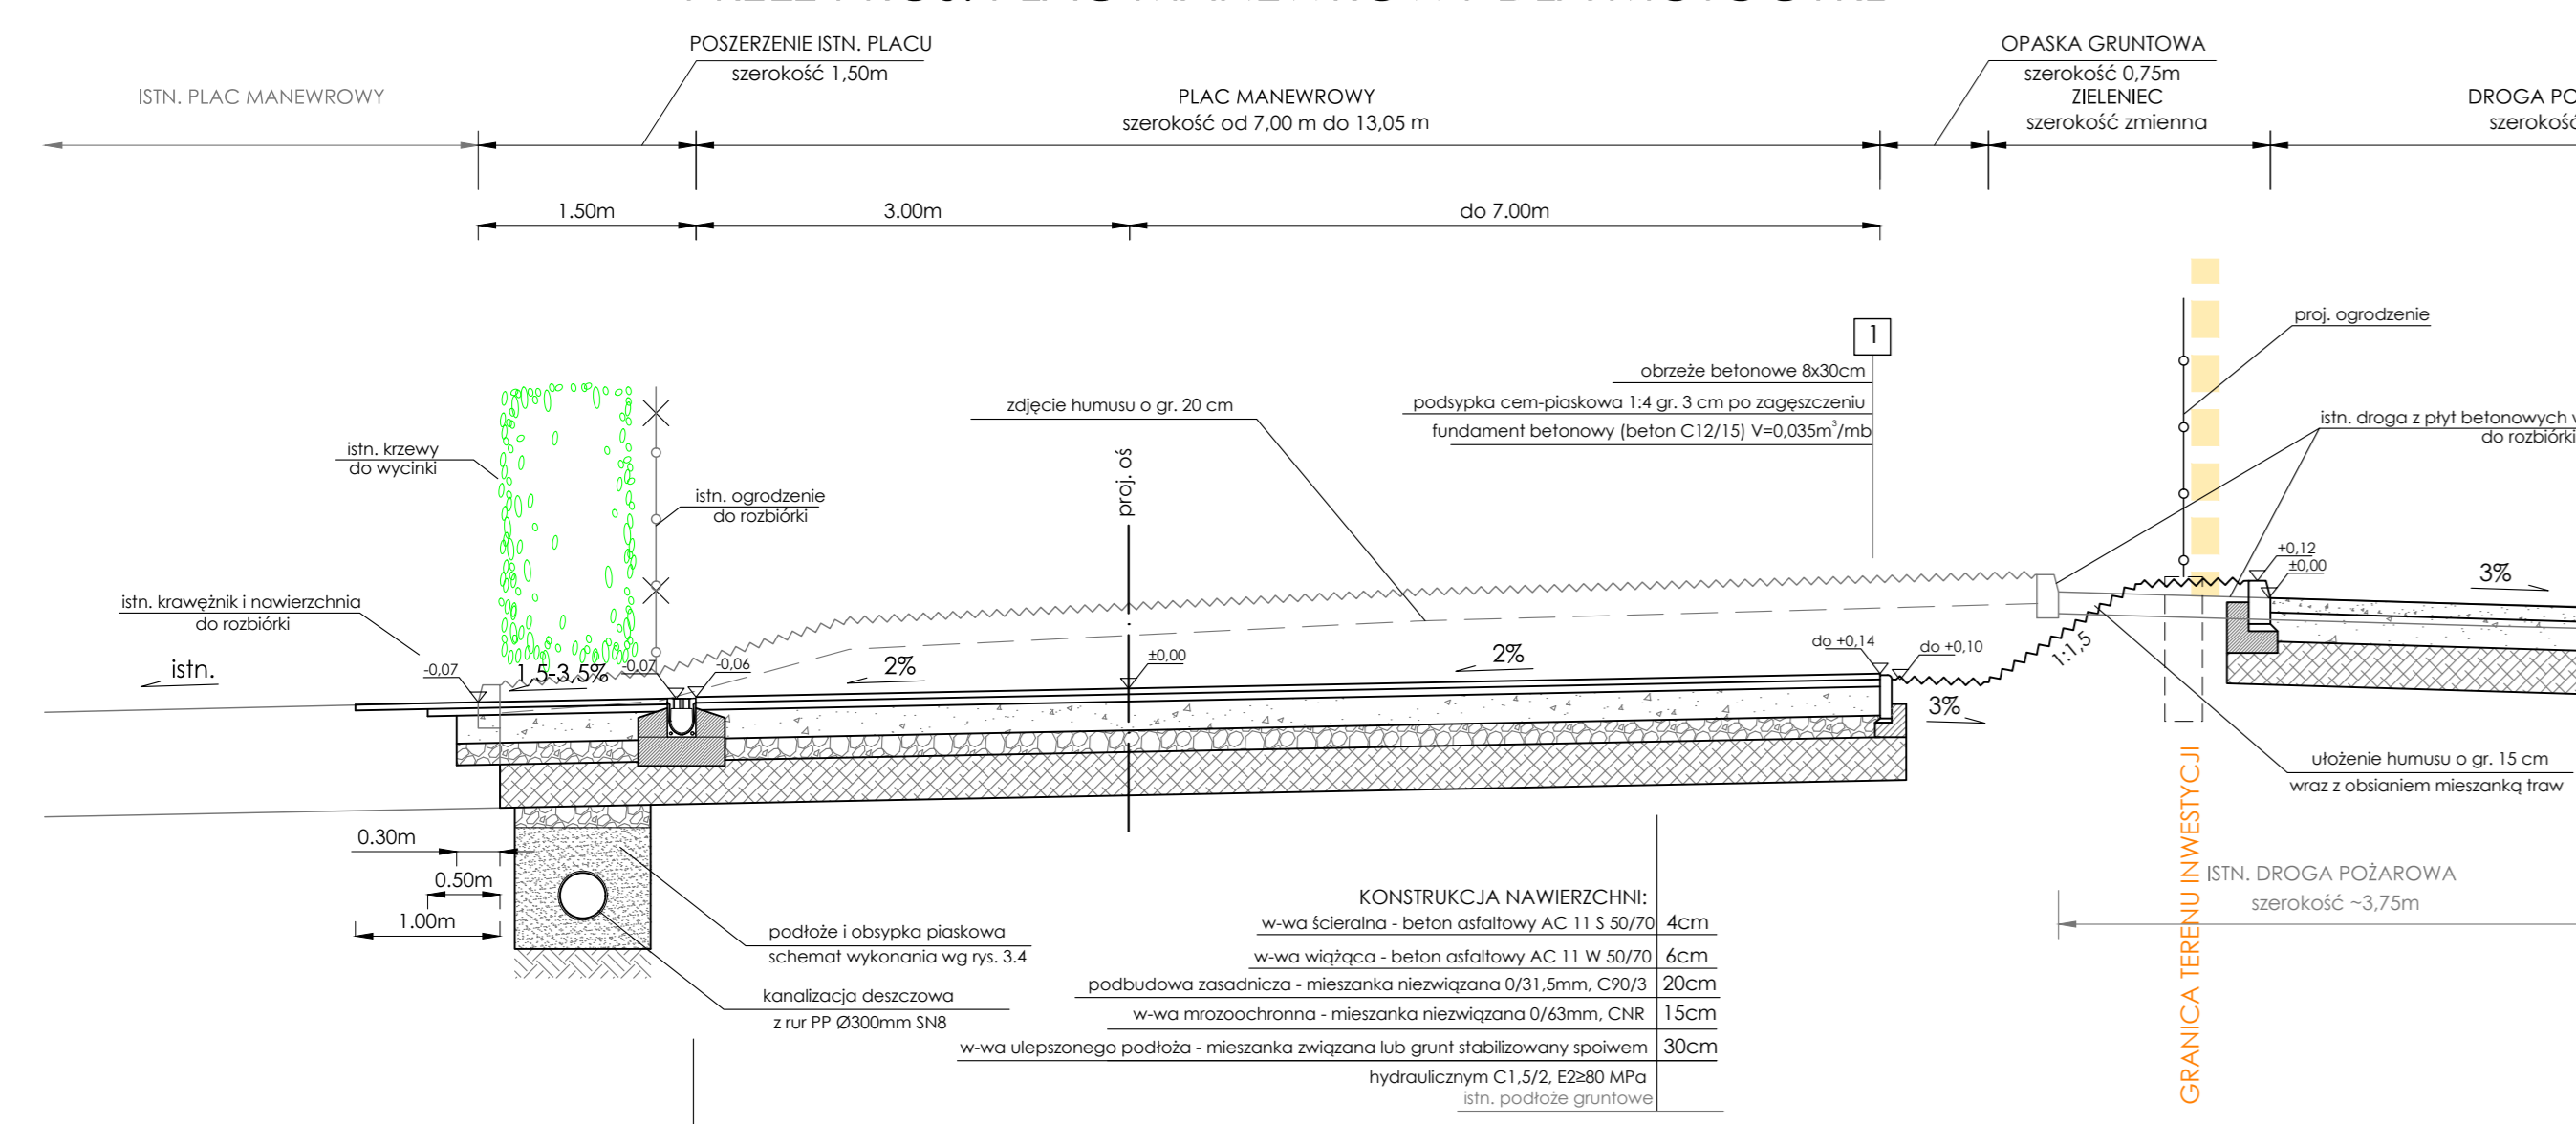 POSZERZENIE ISTN. PLACU
szerokość 1,50m
OPASKA GRUNTOWA
szerokość 0,75m
ISTN. PLAC MANEWROWY
PLAC MANEWROWY
szerokość od 7,00 m do 13,05 m
ZIELENIEC
szerokość zmienna
DROGA
szerokość
1.50m
3.00m
do 7.00m
1
proj. ogrodzenie
obrzeże betonowe 8x30cm
podsypka cem-piaskowa 1:4 gr. 3 cm po zagęszczeniu
fundament betonowy (beton C12/15) V=0,035m³/mb
zdjęcie humusu o gr. 20 cm
istn. droga z płyt betonowych
do rozbiórki
istn. krzewy
do wycinki
proj. oś
istn. ogrodzenie
do rozbiórki
+0,12
±0,00
3%
istn. krawężnik i nawierzchnia
do rozbiórki
istn.
-0,07
1,5-3,5%
-0,07
-0,06
2%
±0,00
2%
do +0,14
do +0,10
3%
1:1,5
ułożenie humusu o gr. 15 cm
wraz z obsianiem mieszanką traw
GRANICA TERENU INWESTYCJI
0.30m
0.50m
1.00m
ISTN. DROGA POŻAROWA
szerokość ~3,75m
podłoże i obsypka piaskowa
schemat wykonania wg rys. 3.4
kanalizacja deszczowa
z rur PP Ø300mm SN8
KONSTRUKCJA NAWIERZCHNI:
w-wa ścieralna - beton asfaltowy AC 11 S 50/70 4cm
w-wa wiążąca - beton asfaltowy AC 11 W 50/70 6cm
podbudowa zasadnicza - mieszanka niezwiązana 0/31,5mm, C90/3 20cm
w-wa mrozoochronna - mieszanka niezwiązana 0/63mm, CNR 15cm
w-wa ulepszonego podłoża - mieszanka związana lub grunt stabilizowany spoiwem 30cm
hydraulicznym C1,5/2, E2≥80 MPa
istn. podłoże gruntowe